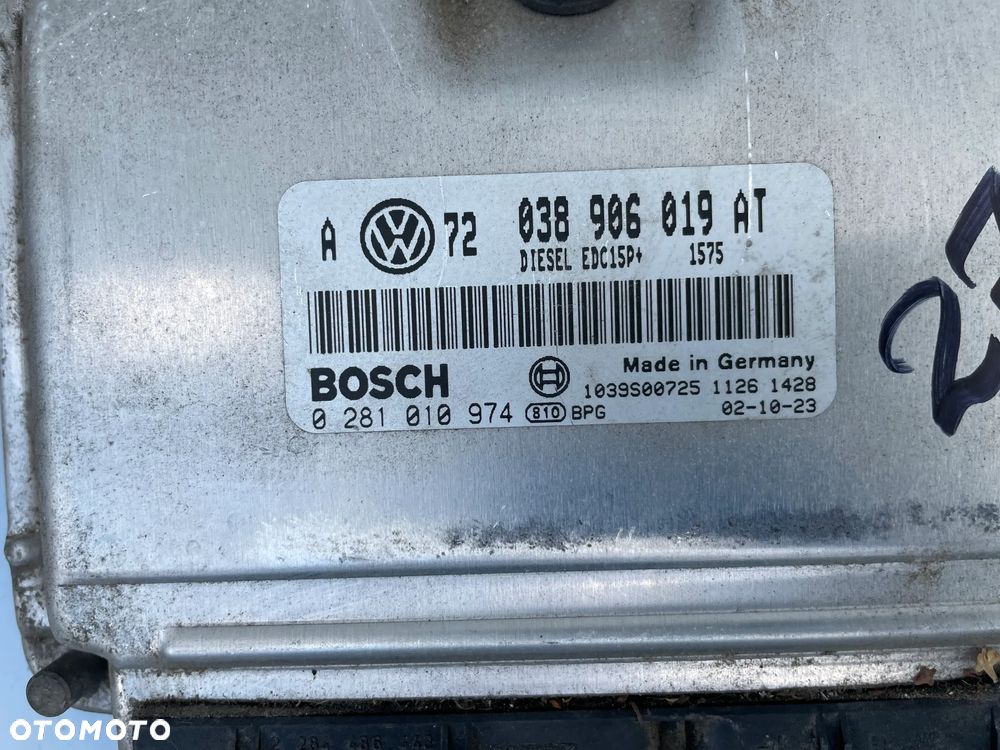 A VW 72 038 906 019 AT
DIESEL EDC15P+ 1575
BOSCH Made in Germany
1039S00725 1126 1428
0 281 010 974 810 BPG 02-10-23
OTOMOTO